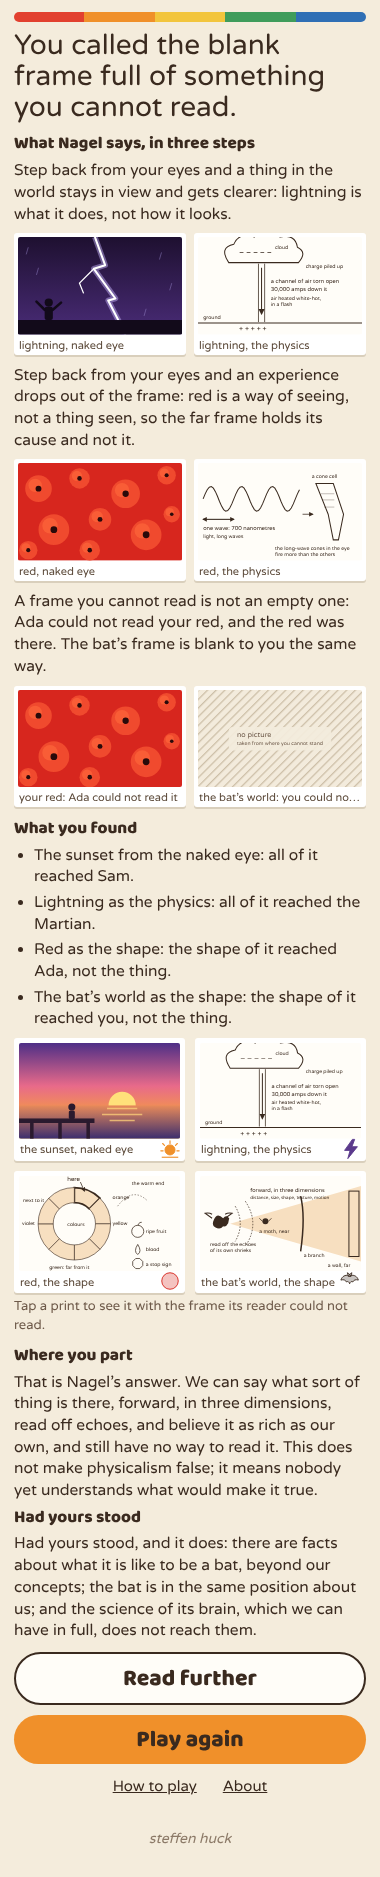 You called the blank
frame full of something
you cannot read.
What Nagel says, in three steps
Step back from your eyes and a thing in the
world stays in view and gets clearer: lightning is
what it does, not how it looks.
cloud
charge piled up
a channel of air torn open
30,000 amps down it
air heated white-hot,
in a flash
ground
+ + + + +
lightning, naked eye
lightning, the physics
Step back from your eyes and an experience
drops out of the frame: red is a way of seeing,
not a thing seen, so the far frame holds its
cause and not it.
a cone cell
one wave: 700 nanometres
light, long waves
the long-wave cones in the eye
fire more than the others
red, naked eye
red, the physics
A frame you cannot read is not an empty one:
Ada could not read your red, and the red was
there. The bat’s frame is blank to you the same
way.
no picture
taken from where you cannot stand
your red: Ada could not read it
the bat’s world: you could no…
What you found
• The sunset from the naked eye: all of it
reached Sam.
• Lightning as the physics: all of it reached the
Martian.
• Red as the shape: the shape of it reached
Ada, not the thing.
• The bat’s world as the shape: the shape of it
reached you, not the thing.
cloud
charge piled up
a channel of air torn open
30,000 amps down it
air heated white-hot,
in a flash
ground
+ + + + +
the sunset, naked eye
lightning, the physics
here
the warm end
next to it
orange
violet
colours
yellow
ripe fruit
blood
green: far from it
a stop sign
red, the shape
forward, in three dimensions
distance, size, shape, texture, motion
a moth, near
read off the echoes
of its own shrieks
a branch
a wall, far
the bat’s world, the shape
Tap a print to see it with the frame its reader could not
read.
Where you part
That is Nagel’s answer. We can say what sort of
thing is there, forward, in three dimensions,
read off echoes, and believe it as rich as our
own, and still have no way to read it. This does
not make physicalism false; it means nobody
yet understands what would make it true.
Had yours stood
Had yours stood, and it does: there are facts
about what it is like to be a bat, beyond our
concepts; the bat is in the same position about
us; and the science of its brain, which we can
have in full, does not reach them.
Read further
Play again
How to play
About
steffen huck